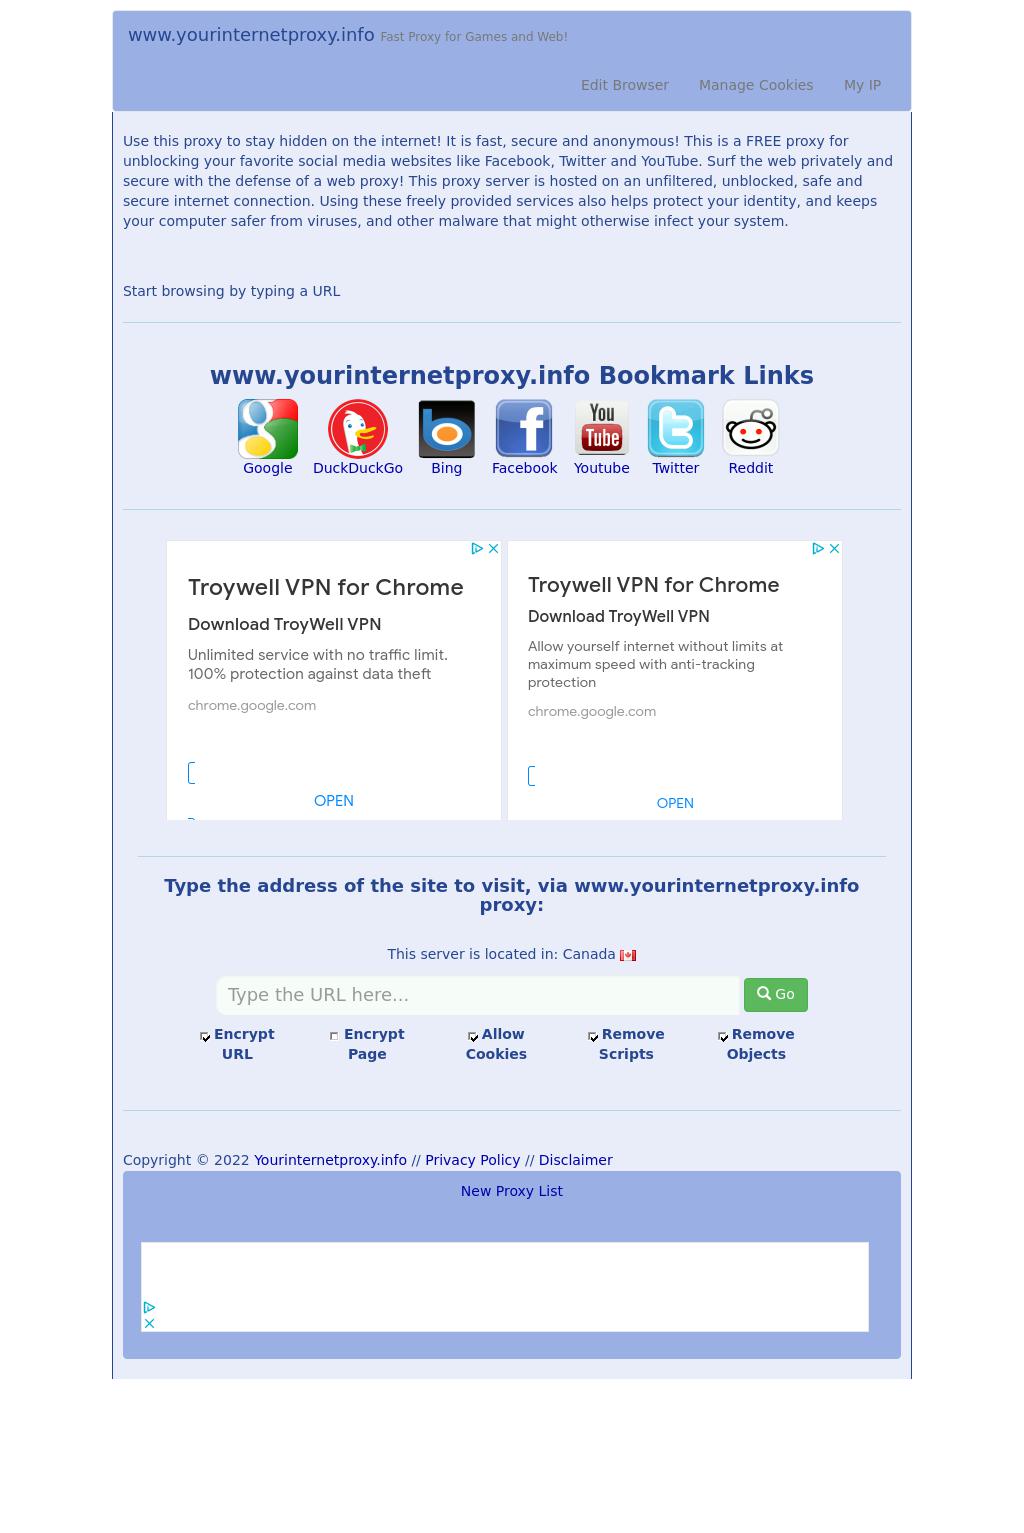 www.yourinternetproxy.info Fast Proxy for Games and Web!
Edit Browser Manage Cookies My IP
Use this proxy to stay hidden on the internet! It is fast, secure and anonymous! This is a FREE proxy for
unblocking your favorite social media websites like Facebook, Twitter and YouTube. Surf the web privately and
secure with the defense of a web proxy! This proxy server is hosted on an unfiltered, unblocked, safe and
secure internet connection. Using these freely provided services also helps protect your identity, and keeps
your computer safer from viruses, and other malware that might otherwise infect your system.
Start browsing by typing a URL
www.yourinternetproxy.info Bookmark Links
You
Tube
Google DuckDuckGo Bing Facebook Youtube Twitter Reddit
Troywell VPN for Chrome
Download TroyWell VPN
Unlimited service with no traffic limit.
100% protection against data theft
chrome.google.com
OPEN
Troywell VPN for Chrome
Download TroyWell VPN
Allow yourself internet without limits at
maximum speed with anti-tracking
protection
chrome.google.com
OPEN
Type the address of the site to visit, via www.yourinternetproxy.info
proxy:
This server is located in: Canada
Type the URL here...
Go
Encrypt URL
Encrypt Page
Allow Cookies
Remove Scripts
Remove Objects
Copyright © 2022 Yourinternetproxy.info // Privacy Policy // Disclaimer
New Proxy List